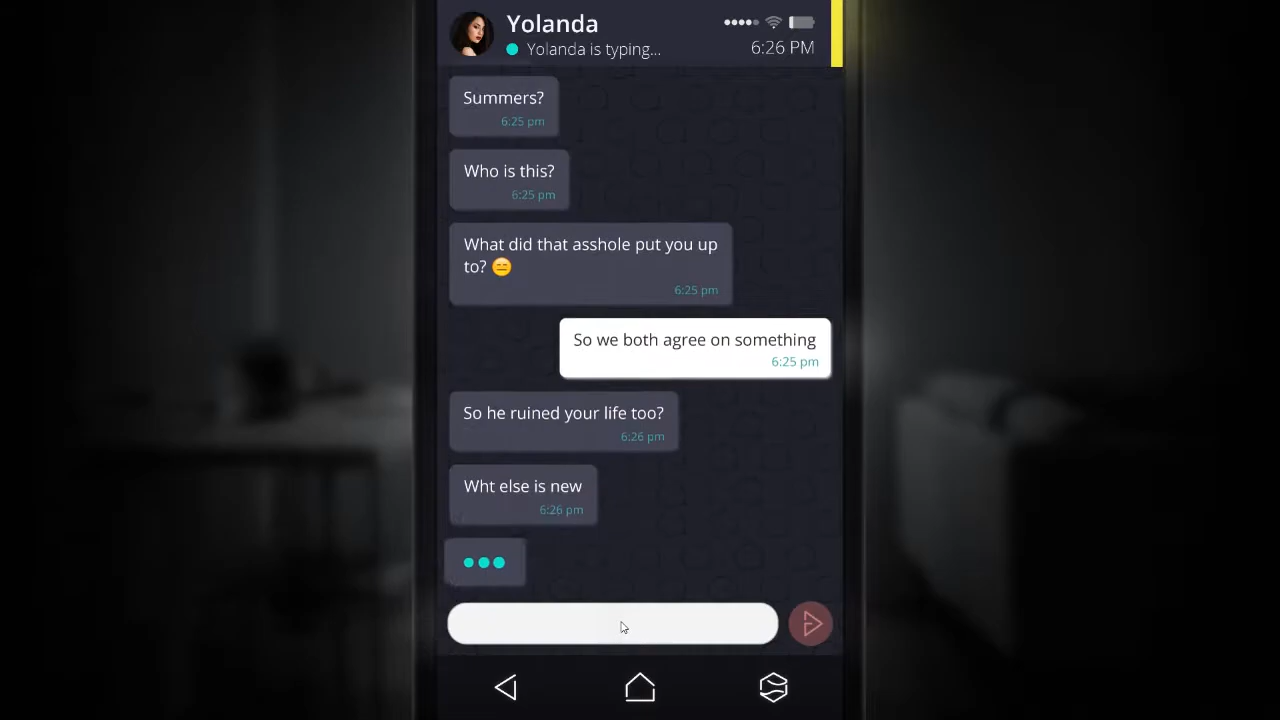 Yolanda
Yolanda is typing...
6:26 PM
Summers?
6:25 pm
Who is this?
6:25 pm
What did that asshole put you up
to? 😑
6:25 pm
So we both agree on something
6:25 pm
So he ruined your life too?
6:26 pm
Wht else is new
6:26 pm